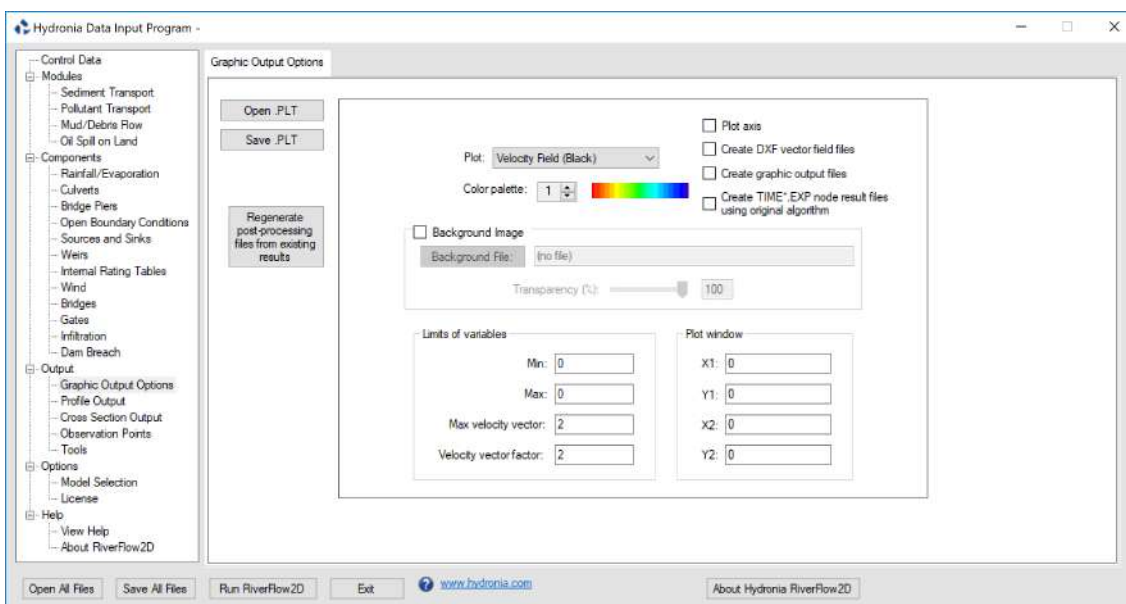 Hydronia Data Input Program -
Control Data
Modules
Sediment Transport
Pollutant Transport
Mud/Debris Flow
Oil Spill on Land
Components
Rainfall/Evaporation
Culverts
Bridge Piers
Open Boundary Conditions
Sources and Sinks
Weirs
Internal Rating Tables
Wind
Bridges
Gates
Infiltration
Dam Breach
Output
Graphic Output Options
Profile Output
Cross Section Output
Observation Points
Tools
Options
Model Selection
License
Help
View Help
About RiverFlow2D
Graphic Output Options
Open .PLT
Save .PLT
Regenerate
post-processing
files from existing
results
Plot: Velocity Field (Black)
Color palette: 1
Plot axis
Create DXF vector field files
Create graphic output files
Create TIME*.EXP node result files
using original algorithm
Background Image
Background File: (no file)
Transparency (%): 100
Limits of variables
Min: 0
Max: 0
Max velocity vector: 2
Velocity vector factor: 2
Plot window
X1: 0
Y1: 0
X2: 0
Y2: 0
Open All Files Save All Files Run RiverFlow2D Exit ? www.hydronia.com About Hydronia RiverFlow2D